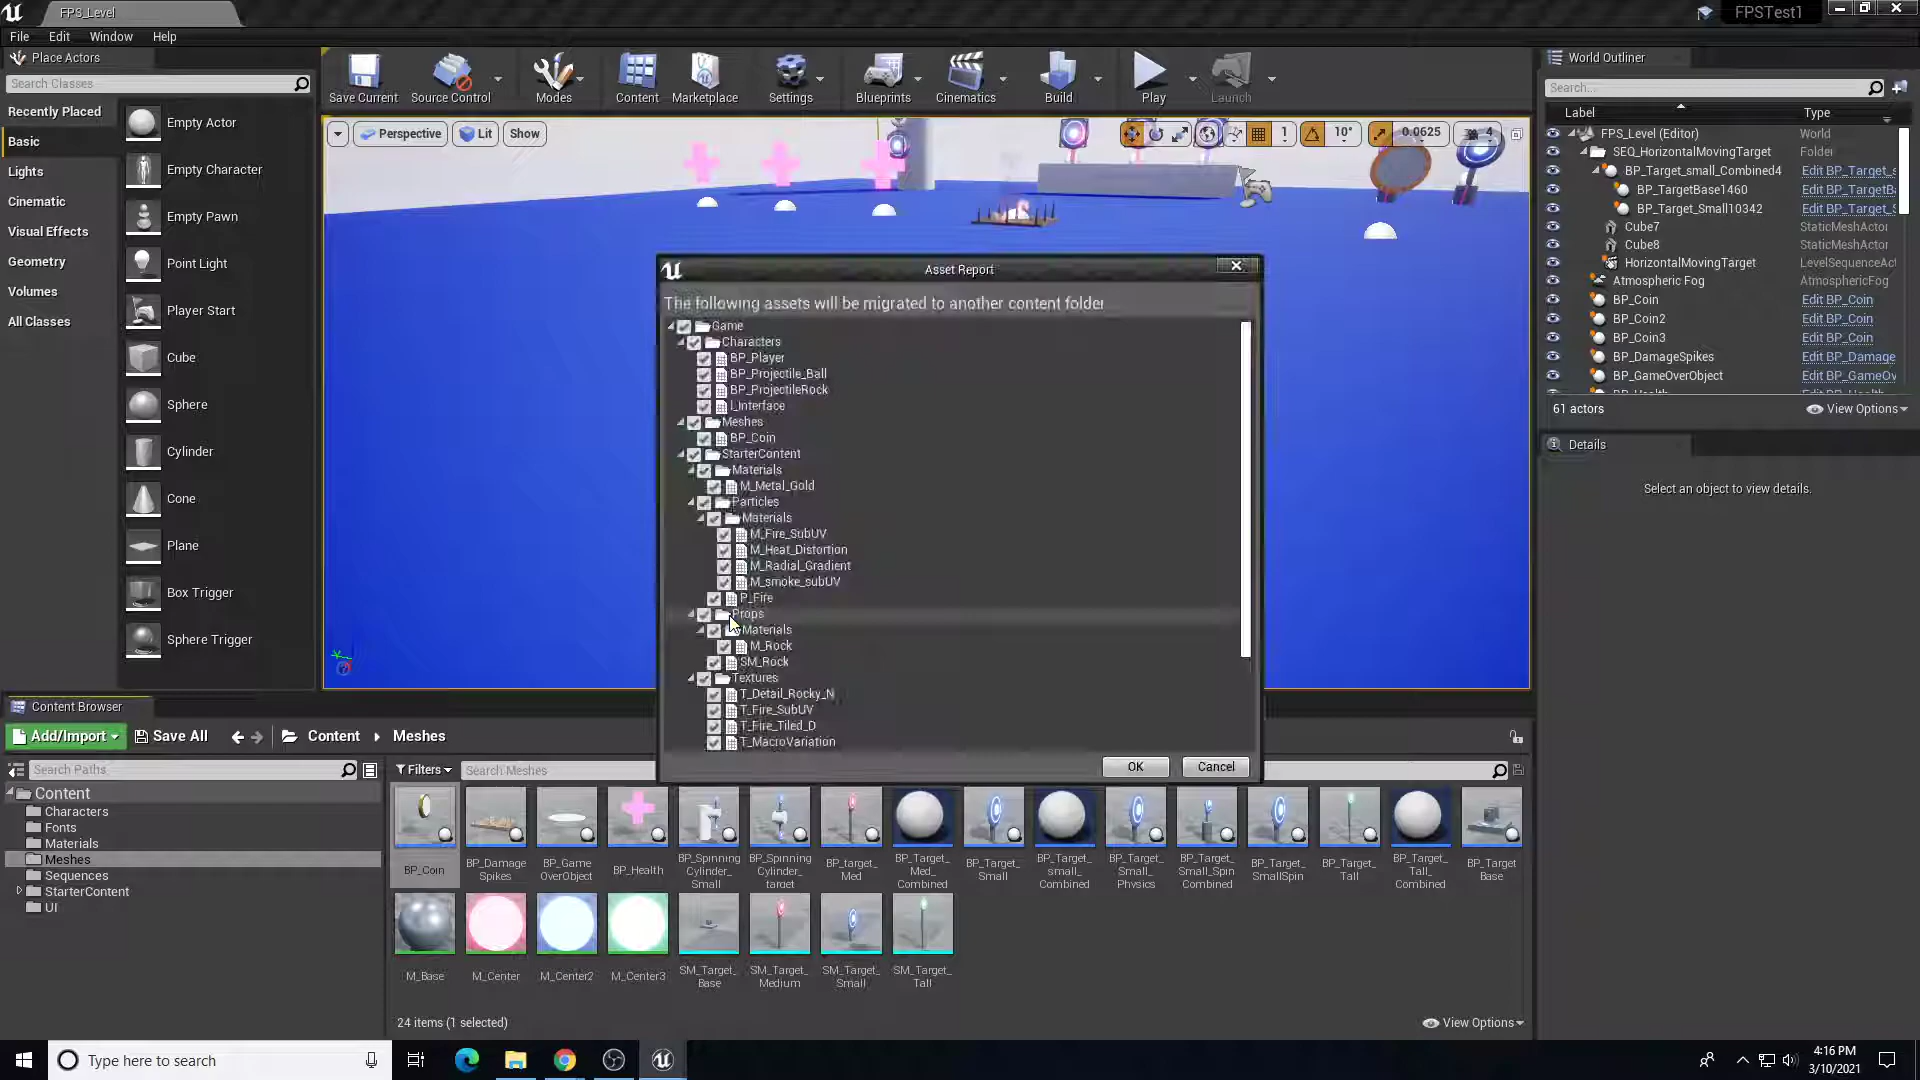 FPS_Level
FPSTest1
File Edit Window Help
Place Actors
Search Classes
Recently Placed
Basic
Lights
Cinematic
Visual Effects
Geometry
Volumes
All Classes
Empty Actor
Empty Character
Empty Pawn
Point Light
Player Start
Cube
Sphere
Cylinder
Cone
Plane
Box Trigger
Sphere Trigger
Save Current
Source Control
Modes
Content
Marketplace
Settings
Blueprints
Cinematics
Build
Play
Launch
Perspective Lit Show
1 10° 0.0625 4
Asset Report
The following assets will be migrated to another content folder
Game
Characters
BP_Player
BP_Projectile_Ball
BP_ProjectileRock
I_Interface
Meshes
BP_Coin
StarterContent
Materials
M_Metal_Gold
Particles
Materials
M_Fire_SubUV
M_Heat_Distortion
M_Radial_Gradient
M_smoke_subUV
P_Fire
Props
Materials
M_Rock
SM_Rock
Textures
T_Detail_Rocky_N
T_Fire_SubUV
T_Fire_Tiled_D
T_MacroVariation
OK Cancel
World Outliner
Search...
Label Type
FPS_Level (Editor) World
SEQ_HorizontalMovingTarget Folder
BP_Target_small_Combined4 Edit BP_Target_s
BP_TargetBase1460 Edit BP_TargetBa
BP_Target_Small10342 Edit BP_Target_S
Cube7 StaticMeshActor
Cube8 StaticMeshActor
HorizontalMovingTarget LevelSequenceAct
Atmospheric Fog AtmosphericFog
BP_Coin Edit BP_Coin
BP_Coin2 Edit BP_Coin
BP_Coin3 Edit BP_Coin
BP_DamageSpikes Edit BP_Damage
BP_GameOverObject Edit BP_GameOv
61 actors View Options
Details
Select an object to view details.
Content Browser
Add/Import Save All Content Meshes
Search Paths
Filters Search Meshes
Content
Characters
Fonts
Materials
Meshes
Sequences
StarterContent
UI
BP_Coin
BP_Damage
Spikes
BP_Game
OverObject
BP_Health
BP_Spinning
Cylinder_
Small
BP_Spinning
Cylinder_
target
BP_target_
Med
BP_Target_
Med_
Combined
BP_Target_
Small
BP_Target_
small_
Combined
BP_Target_
Small_
Physics
BP_Target_
Small_Spin
Combined
BP_Target_
SmallSpin
BP_Target_
Tall
BP_Target_
Tall_
Combined
BP_Target
Base
M_Base
M_Center
M_Center2
M_Center3
SM_Target_
Base
SM_Target_
Medium
SM_Target_
Small
SM_Target_
Tall
24 items (1 selected) View Options
Type here to search
4:16 PM
3/10/2021